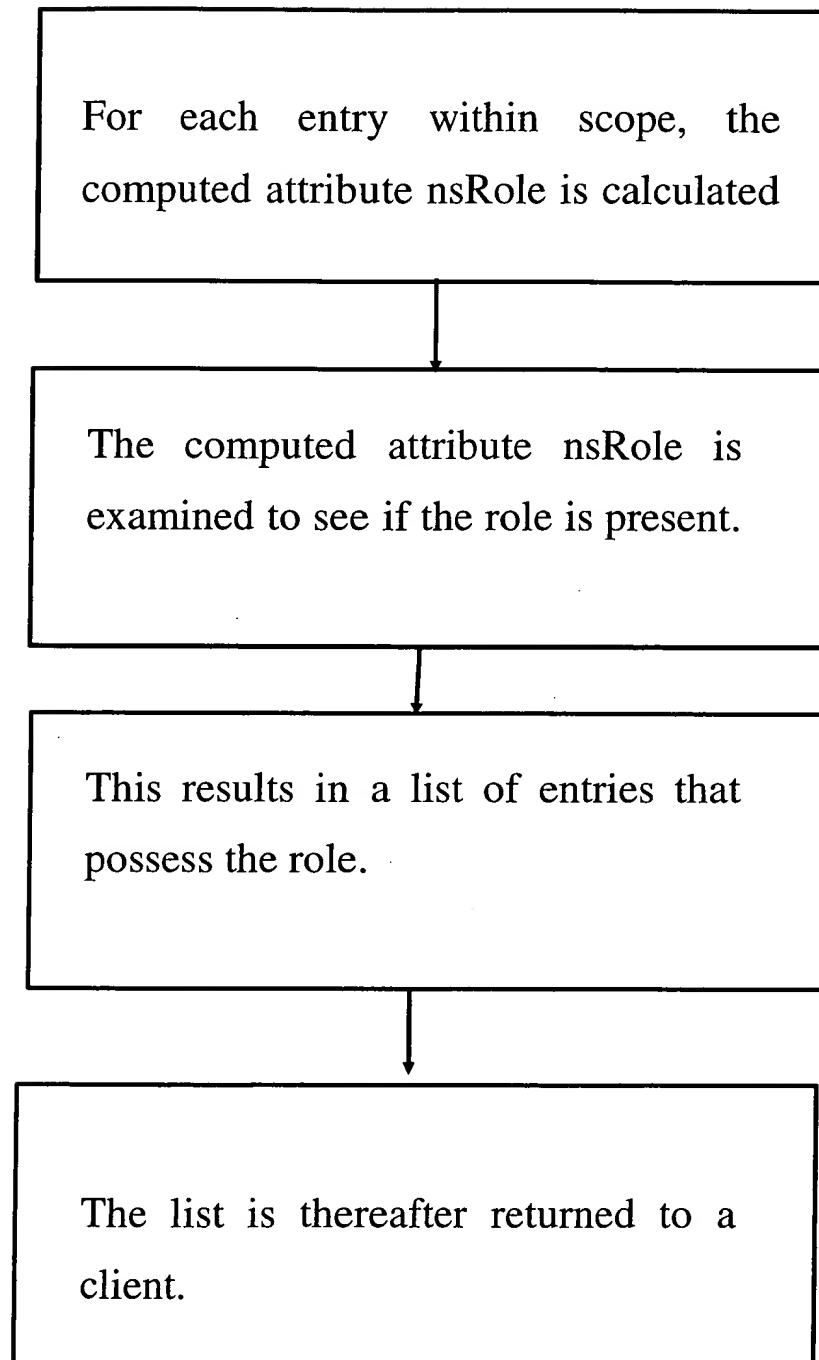 For each entry within scope, the
computed attribute nsRole is calculated
The computed attribute nsRole is
examined to see if the role is present.
This results in a list of entries that
possess the role.
The list is thereafter returned to a
client.